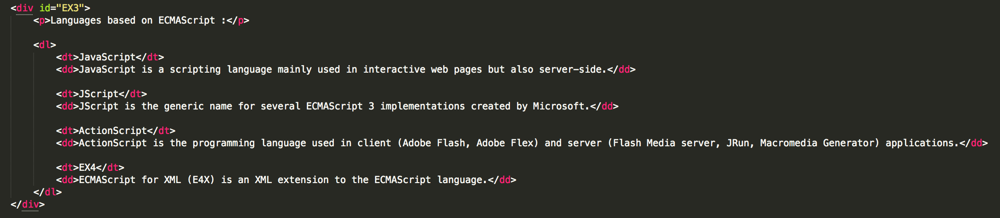 <div id="EX3">
<p>Languages based on ECMAScript :</p>
<dl>
<dt>JavaScript</dt>
<dd>JavaScript is a scripting language mainly used in interactive web pages but also server-side.</dd>
<dt>JScript</dt>
<dd>JScript is the generic name for several ECMAScript 3 implementations created by Microsoft.</dd>
<dt>ActionScript</dt>
<dd>ActionScript is the programming language used in client (Adobe Flash, Adobe Flex) and server (Flash Media server, JRun, Macromedia Generator) applications.</dd>
<dt>EX4</dt>
<dd>ECMAScript for XML (E4X) is an XML extension to the ECMAScript language.</dd>
</dl>
</div>